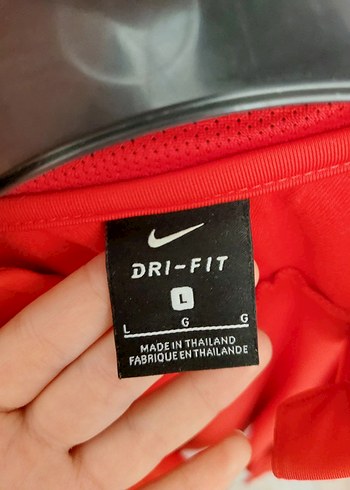 DRI-FIT
L
L G G
MADE IN THAILAND
FABRIQUE EN THAILANDE